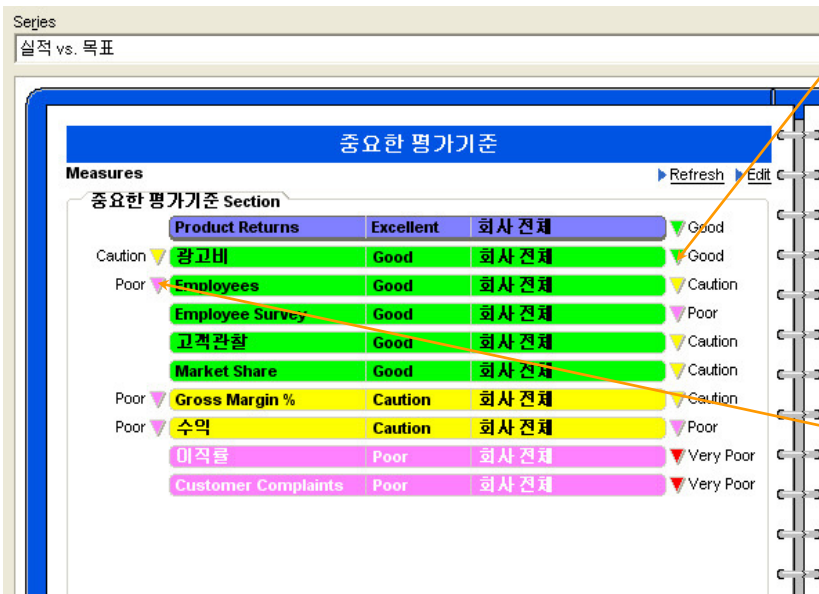 Series
실적 vs. 목표
중요한 평가기준
Measures Refresh Edit
중요한 평가기준 Section
Product Returns Excellent 회사 전체 Good
Caution 광고비 Good 회사 전체 Good
Poor Employees Good 회사 전체 Caution
Employee Survey Good 회사 전체 Poor
고객관찰 Good 회사 전체 Caution
Market Share Good 회사 전체 Caution
Poor Gross Margin % Caution 회사 전체 Caution
Poor 수익 Caution 회사 전체 Poor
이직률 Poor 회사 전체 Very Poor
Customer Complaints Poor 회사 전체 Very Poor